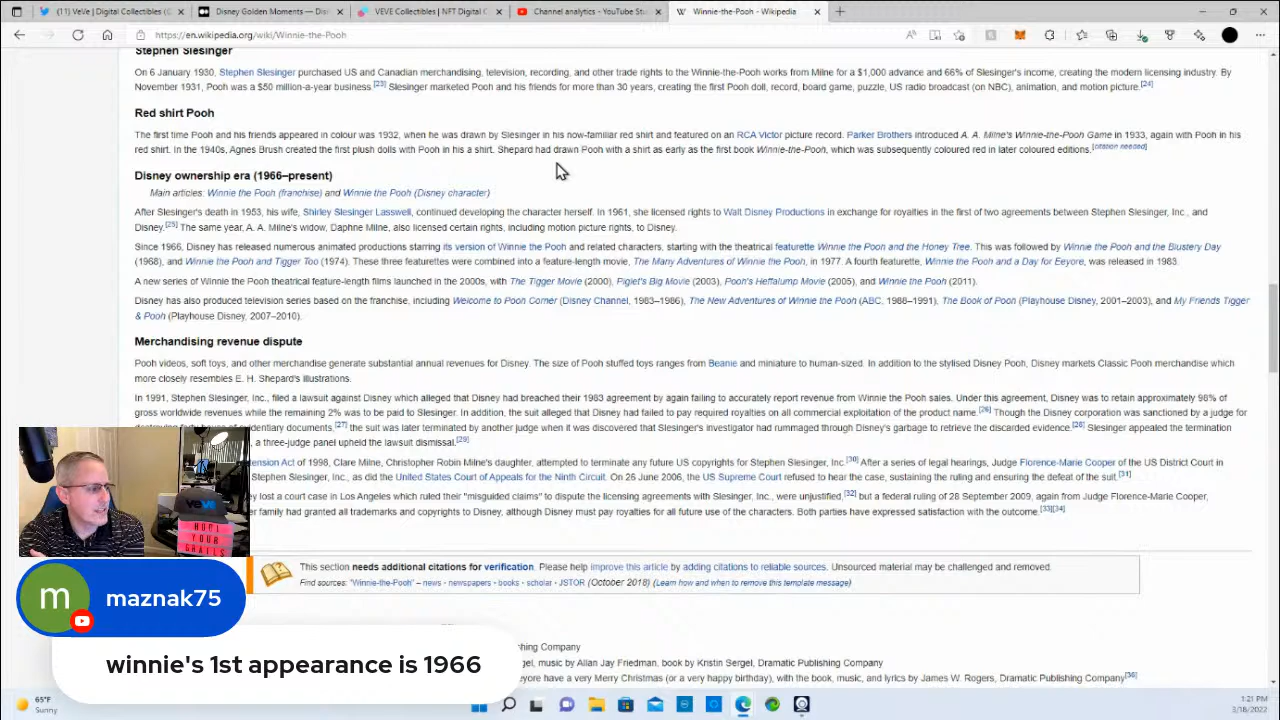 (11) VeVe | Digital Collectibles (
Disney Golden Moments — Dis
VEVE Collectibles | NFT Digital C
Channel analytics - YouTube St
Winnie-the-Pooh - Wikipedia
https://en.wikipedia.org/wiki/Winnie-the-Pooh
Stephen Slesinger
On 6 January 1930, Stephen Slesinger purchased US and Canadian merchandising, television, recording, and other trade rights to the Winnie-the-Pooh works from Milne for a $1,000 advance and 66% of Slesinger's income, creating the modern licensing industry. By
November 1931, Pooh was a $50 million-a-year business.[23] Slesinger marketed Pooh and his friends for more than 30 years, creating the first Pooh doll, record, board game, puzzle, US radio broadcast (on NBC), animation, and motion picture.[24]
Red shirt Pooh
The first time Pooh and his friends appeared in colour was 1932, when he was drawn by Slesinger in his now-familiar red shirt and featured on an RCA Victor picture record. Parker Brothers introduced A. A. Milne's Winnie-the-Pooh Game in 1933, again with Pooh in his
red shirt. In the 1940s, Agnes Brush created the first plush dolls with Pooh in his a shirt. Shepard had drawn Pooh with a shirt as early as the first book Winnie-the-Pooh, which was subsequently coloured red in later coloured editions.[citation needed]
Disney ownership era (1966–present)
Main articles: Winnie the Pooh (franchise) and Winnie the Pooh (Disney character)
After Slesinger's death in 1953, his wife, Shirley Slesinger Lasswell, continued developing the character herself. In 1961, she licensed rights to Walt Disney Productions in exchange for royalties in the first of two agreements between Stephen Slesinger, Inc., and
Disney.[25] The same year, A. A. Milne's widow, Daphne Milne, also licensed certain rights, including motion picture rights, to Disney.
Since 1966, Disney has released numerous animated productions starring its version of Winnie the Pooh and related characters, starting with the theatrical featurette Winnie the Pooh and the Honey Tree. This was followed by Winnie the Pooh and the Blustery Day
(1968), and Winnie the Pooh and Tigger Too (1974). These three featurettes were combined into a feature-length movie, The Many Adventures of Winnie the Pooh, in 1977. A fourth featurette, Winnie the Pooh and a Day for Eeyore, was released in 1983.
A new series of Winnie the Pooh theatrical feature-length films launched in the 2000s, with The Tigger Movie (2000), Piglet's Big Movie (2003), Pooh's Heffalump Movie (2005), and Winnie the Pooh (2011).
Disney has also produced television series based on the franchise, including Welcome to Pooh Corner (Disney Channel, 1983–1986), The New Adventures of Winnie the Pooh (ABC, 1988–1991), The Book of Pooh (Playhouse Disney, 2001–2003), and My Friends Tigger
& Pooh (Playhouse Disney, 2007–2010).
Merchandising revenue dispute
Pooh videos, soft toys, and other merchandise generate substantial annual revenues for Disney. The size of Pooh stuffed toys ranges from Beanie and miniature to human-sized. In addition to the stylised Disney Pooh, Disney markets Classic Pooh merchandise which
more closely resembles E. H. Shepard's illustrations.
In 1991, Stephen Slesinger, Inc., filed a lawsuit against Disney which alleged that Disney had breached their 1983 agreement by again failing to accurately report revenue from Winnie the Pooh sales. Under this agreement, Disney was to retain approximately 98% of
gross worldwide revenues while the remaining 2% was to be paid to Slesinger. In addition, the suit alleged that Disney had failed to pay required royalties on all commercial exploitation of the product name.[26] Though the Disney corporation was sanctioned by a judge for
destroying forty boxes of evidentiary documents,[27] the suit was later terminated by another judge when it was discovered that Slesinger's investigator had rummaged through Disney's garbage to retrieve the discarded evidence.[28] Slesinger appealed the termination
, a three-judge panel upheld the lawsuit dismissal.[29]
Act of 1998, Clare Milne, Christopher Robin Milne's daughter, attempted to terminate any future US copyrights for Stephen Slesinger, Inc.[30] After a series of legal hearings, Judge Florence-Marie Cooper of the US District Court in
Slesinger, Inc., as did the United States Court of Appeals for the Ninth Circuit. On 26 June 2006, the US Supreme Court refused to hear the case, sustaining the ruling and ensuring the defeat of the suit.[31]
lost a court case in Los Angeles which ruled their "misguided claims" to dispute the licensing agreements with Slesinger, Inc., were unjustified,[32] but a federal ruling of 28 September 2009, again from Judge Florence-Marie Cooper,
family had granted all trademarks and copyrights to Disney, although Disney must pay royalties for all future use of the characters. Both parties have expressed satisfaction with the outcome.[33][34]
VEVE
HODL
YOUR
GRAILS
This section needs additional citations for verification. Please help improve this article by adding citations to reliable sources. Unsourced material may be challenged and removed.
Find sources: "Winnie-the-Pooh" – news · newspapers · books · scholar · JSTOR (October 2018) (Learn how and when to remove this template message)
m
maznak75
winnie's 1st appearance is 1966
Company
, music by Allan Jay Friedman, book by Kristin Sergel, Dramatic Publishing Company
have a very Merry Christmas (or a very happy birthday), with the book, music, and lyrics by James W. Rogers, Dramatic Publishing Company[36]
65°F
Sunny
1:21 PM
3/18/2022